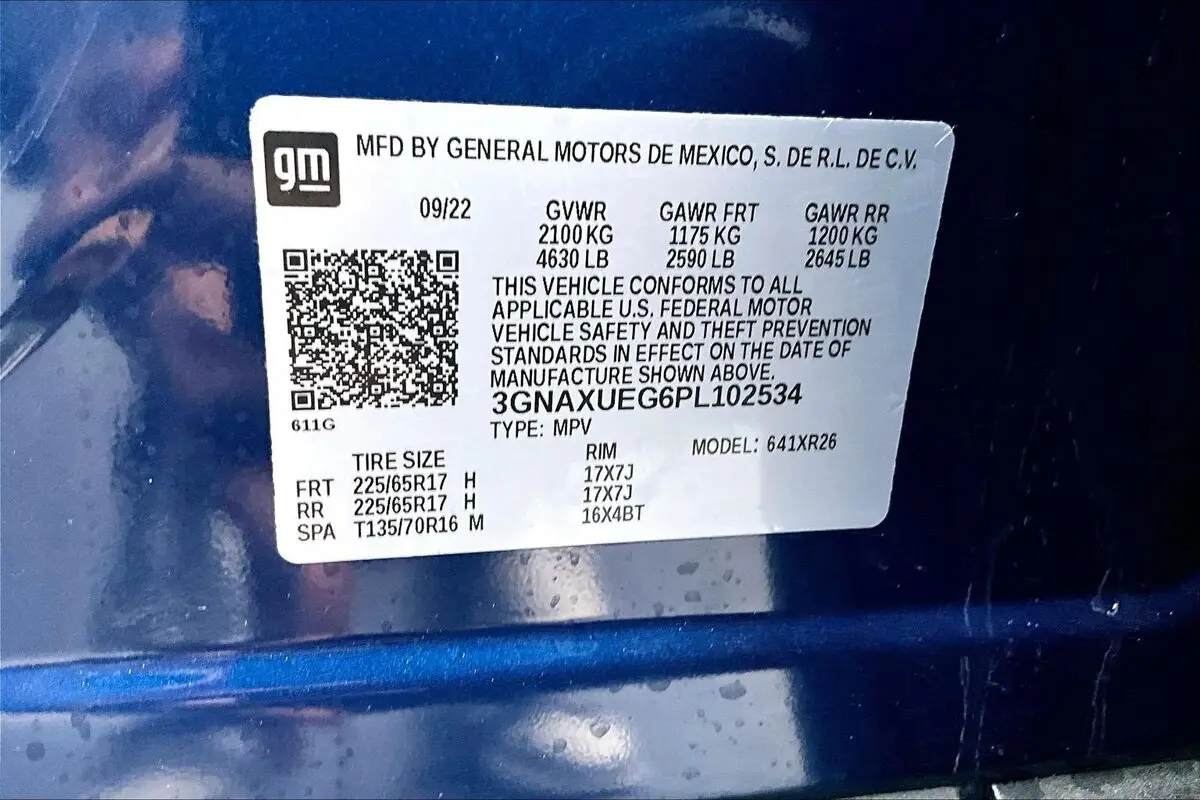 gm
MFD BY GENERAL MOTORS DE MEXICO, S. DE R.L. DE C.V.
09/22 GVWR GAWR FRT GAWR RR
2100 KG 1175 KG 1200 KG
4630 LB 2590 LB 2645 LB
THIS VEHICLE CONFORMS TO ALL
APPLICABLE U.S. FEDERAL MOTOR
VEHICLE SAFETY AND THEFT PREVENTION
STANDARDS IN EFFECT ON THE DATE OF
MANUFACTURE SHOWN ABOVE.
3GNAXUEG6PL102534
611G
TYPE: MPV MODEL: 641XR26
TIRE SIZE RIM
FRT 225/65R17 H 17X7J
RR 225/65R17 H 17X7J
SPA T135/70R16 M 16X4BT